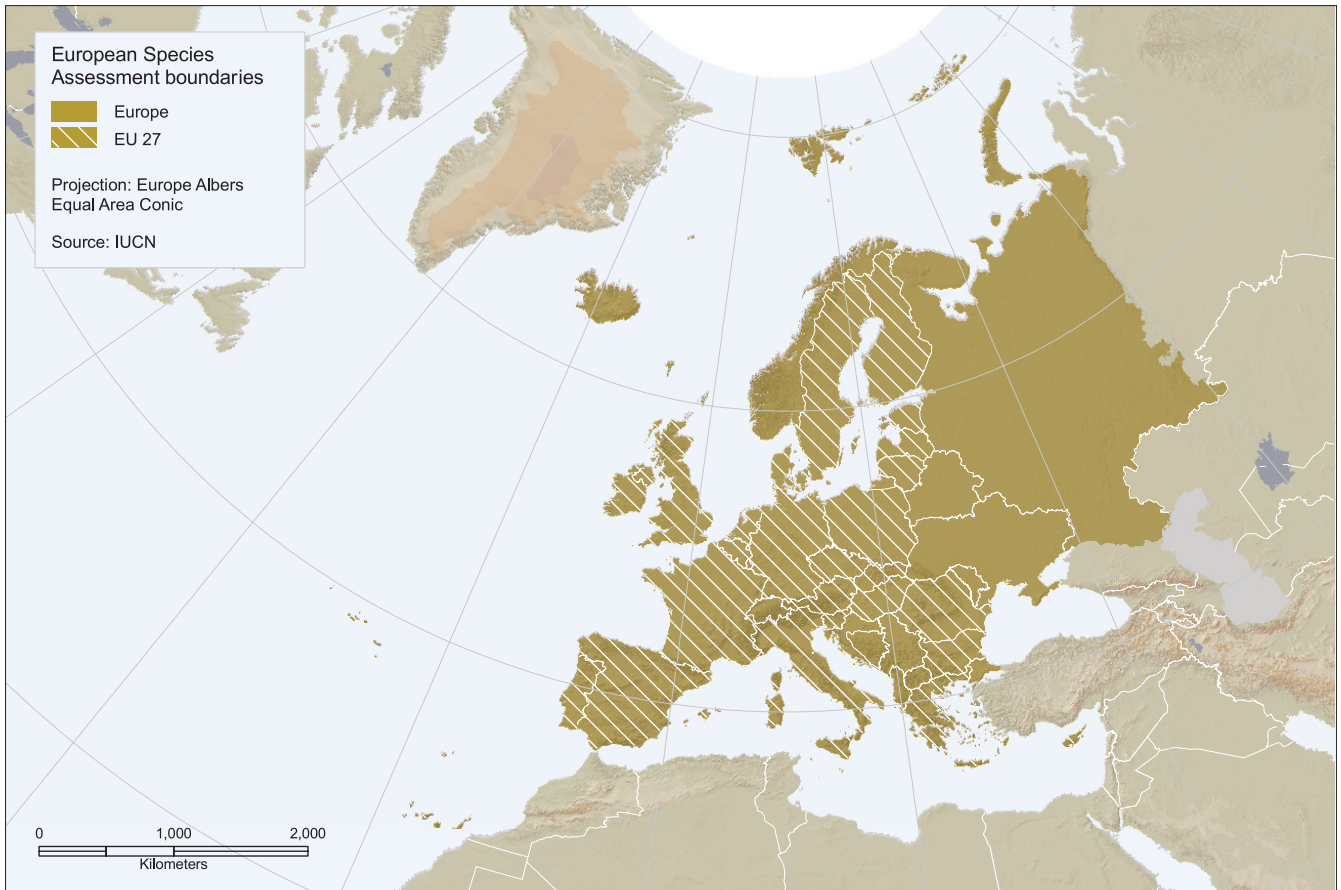 European Species
Assessment boundaries
Europe
EU 27
Projection: Europe Albers
Equal Area Conic
Source: IUCN
0 1,000 2,000
Kilometers